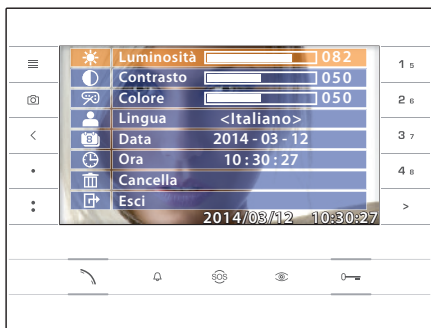 Luminosità 082
Contrasto 050
Colore 050
Lingua <Italiano>
8 Data 2014 - 03 - 12
Ora 10:30:27
Cancella
Esci
2014/03/12 10:30:27
1 5
2 6
3 7
4 8
<
>
SOS